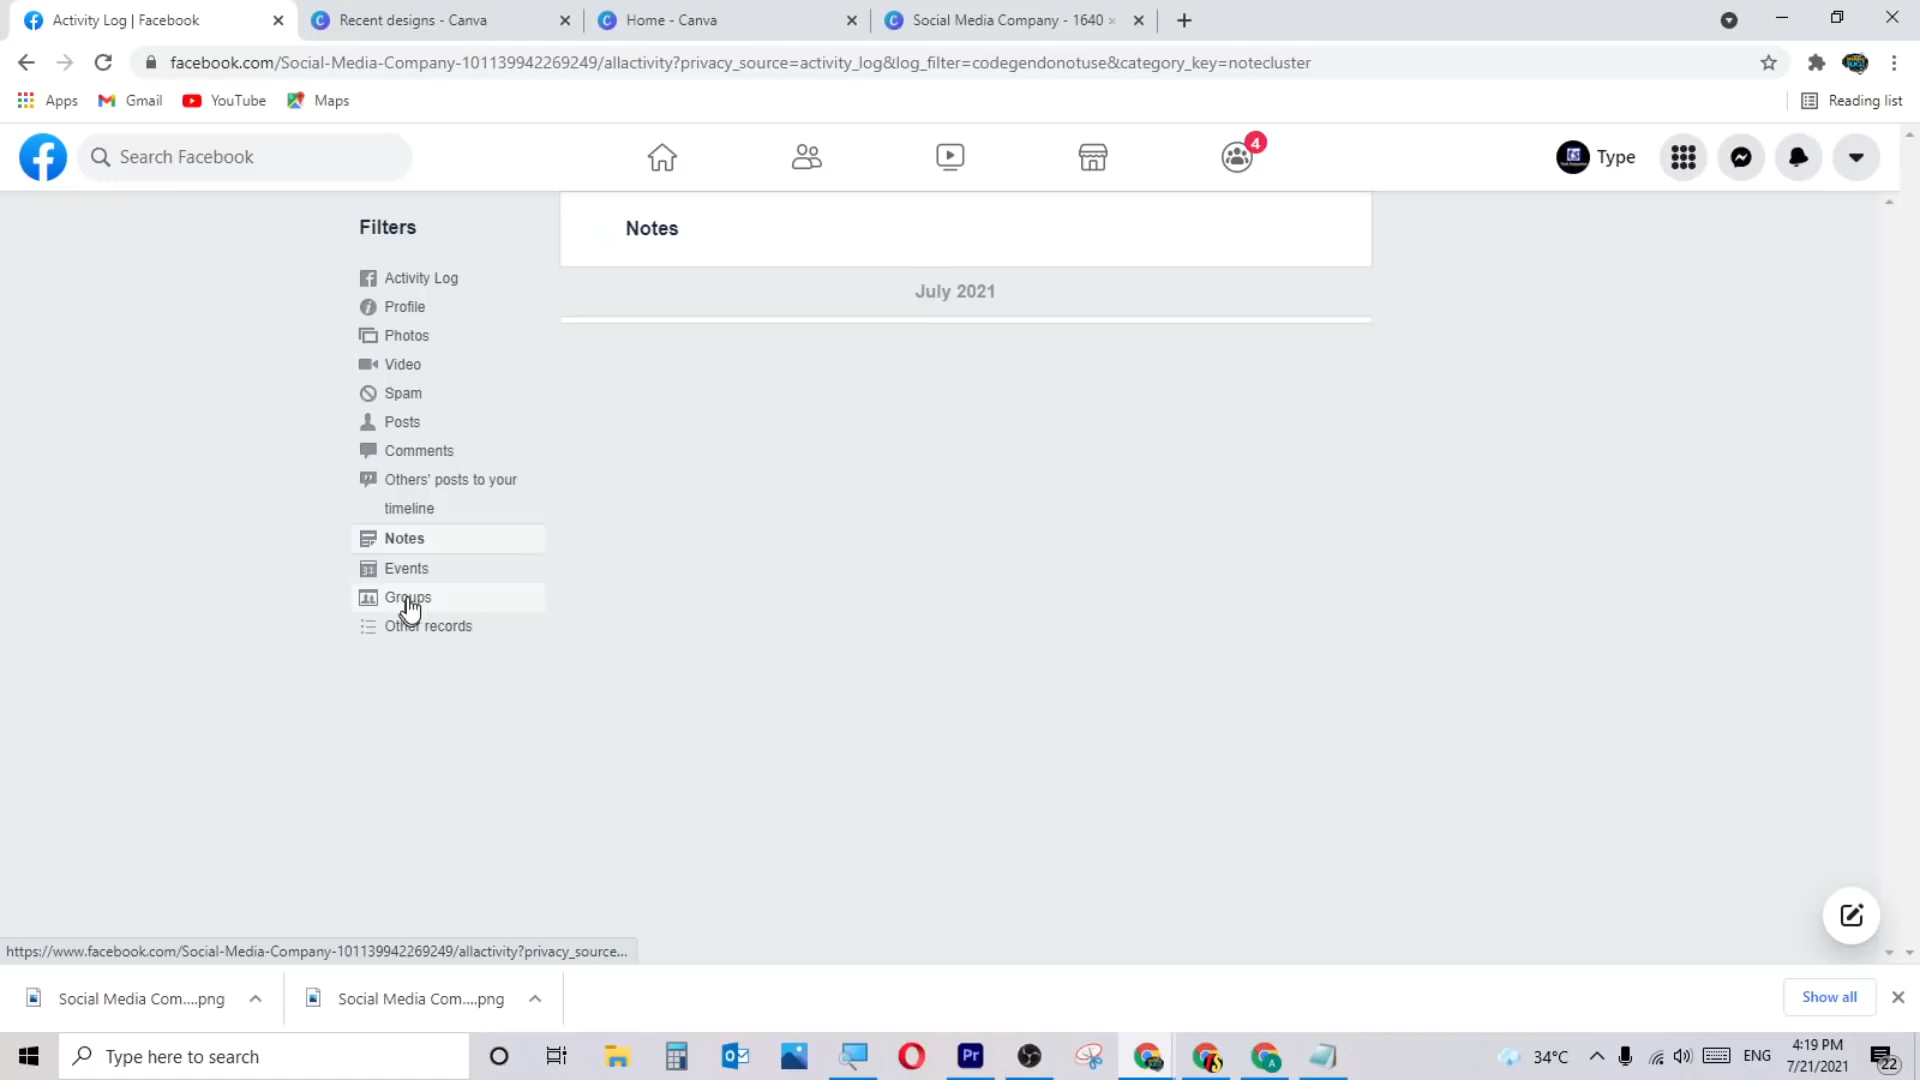 Activity Log | Facebook
Recent designs - Canva
Home - Canva
Social Media Company - 1640 ×
facebook.com/Social-Media-Company-101139942269249/allactivity?privacy_source=activity_log&log_filter=codegendonotuse&category_key=notecluster
Apps
Gmail
YouTube
Maps
Reading list
Search Facebook
4
Type
Filters
Notes
Activity Log
July 2021
Profile
Photos
Video
Spam
Posts
Comments
Others' posts to your
timeline
Notes
31
Events
Groups
Other records
https://www.facebook.com/Social-Media-Company-101139942269249/allactivity?privacy_source...
Social Media Com....png
Social Media Com....png
Show all
Type here to search
Pr
34°C
ENG
4:19 PM
7/21/2021
22